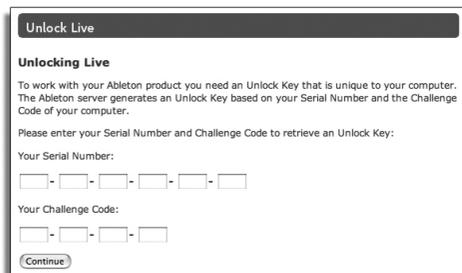 Unlock Live
Unlocking Live
To work with your Ableton product you need an Unlock Key that is unique to your computer.
The Ableton server generates an Unlock Key based on your Serial Number and the Challenge
Code of your computer.
Please enter your Serial Number and Challenge Code to retrieve an Unlock Key:
Your Serial Number:
- - - - -
Your Challenge Code:
- - -
Continue